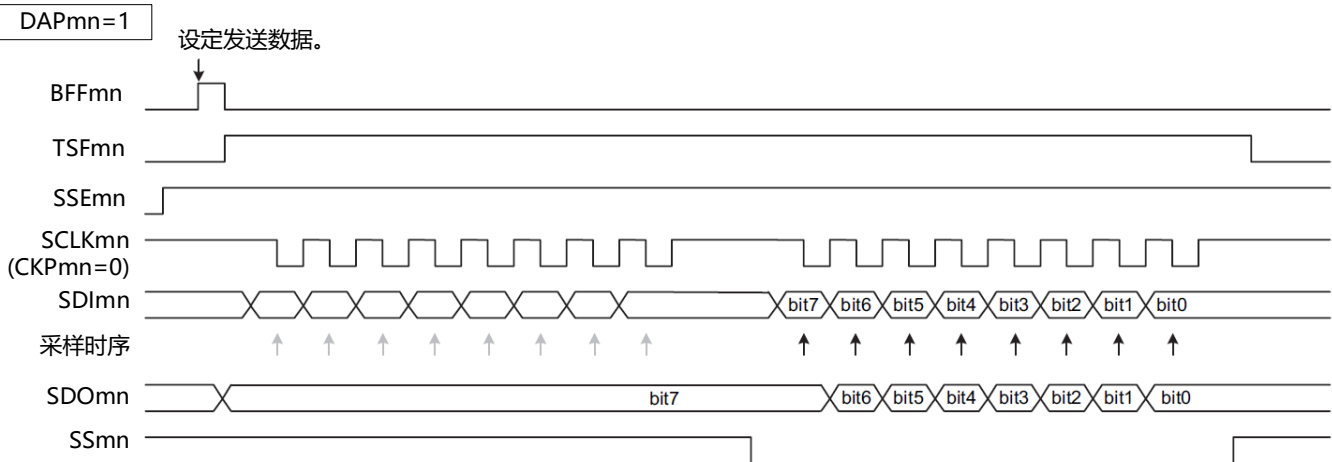 DAPmn=1
设定发送数据。
BFFmn
TSFmn
SSEmn
SCLKmn
(CKPmn=0)
SDImn bit7 bit6 bit5 bit4 bit3 bit2 bit1 bit0
采样时序
SDOmn bit7 bit6 bit5 bit4 bit3 bit2 bit1 bit0
SSmn